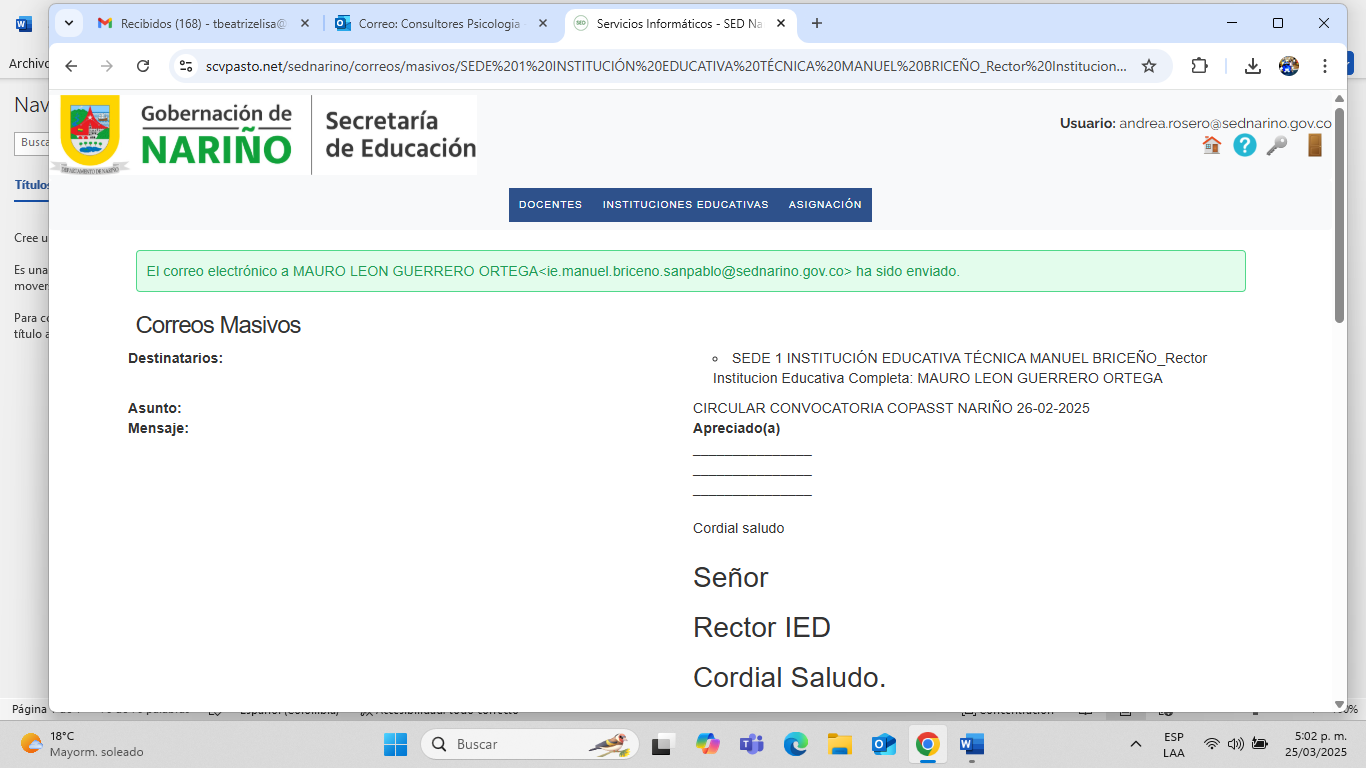 Recibidos (168) - tbeatrizelisa@
Correo: Consultores Psicologia
Servicios Informáticos - SED Na
Archivo
scvpasto.net/sednarino/correos/masivos/SEDE%201%20INSTITUCIÓN%20EDUCATIVA%20TÉCNICA%20MANUEL%20BRICEÑO_Rector%20Institucion...
Nav
Busca
Títulos
Cree u
Es una
mover
Para co
título a
Gobernación de
NARIÑO
Secretaría
de Educación
DEPARTAMENTO DE NARIÑO
Usuario: andrea.rosero@sednarino.gov.co
DOCENTES INSTITUCIONES EDUCATIVAS ASIGNACIÓN
El correo electrónico a MAURO LEON GUERRERO ORTEGA<ie.manuel.briceno.sanpablo@sednarino.gov.co> ha sido enviado.
Correos Masivos
Destinatarios:
SEDE 1 INSTITUCIÓN EDUCATIVA TÉCNICA MANUEL BRICEÑO_Rector
Institucion Educativa Completa: MAURO LEON GUERRERO ORTEGA
Asunto: CIRCULAR CONVOCATORIA COPASST NARIÑO 26-02-2025
Mensaje: Apreciado(a)
_______________
_______________
_______________
Cordial saludo
Señor
Rector IED
Cordial Saludo.
Página
18°C
Mayorm. soleado
Buscar
ESP
LAA
5:02 p. m.
25/03/2025